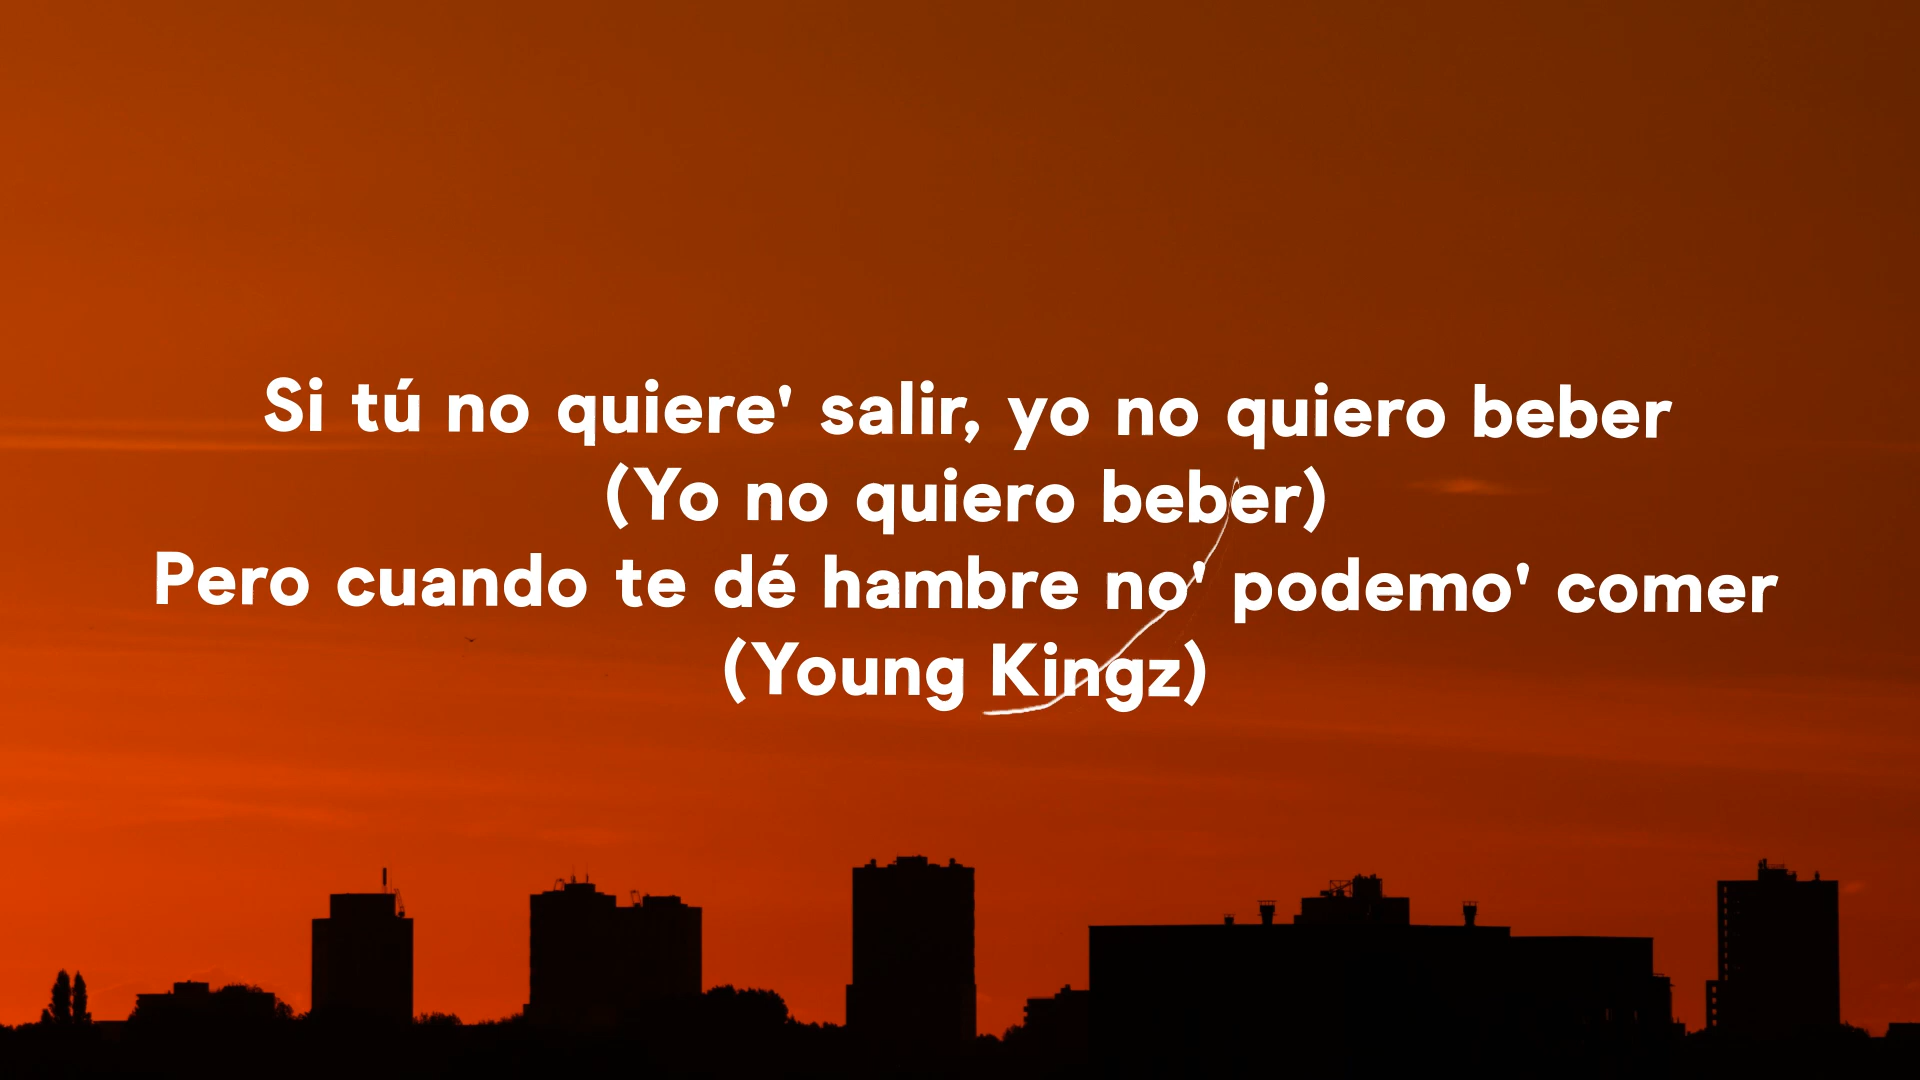 Si tú no quiere' salir, yo no quiero beber
(Yo no quiero beber)
Pero cuando te dé hambre no' podemo' comer
(Young Kingz)